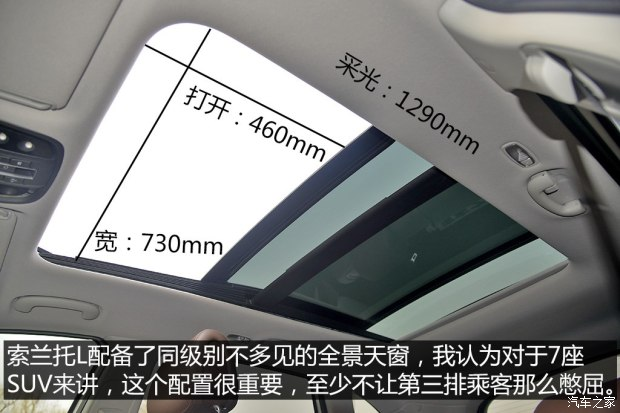 采光：1290mm
打开：460mm
宽：730mm
索兰托L配备了同级别不多见的全景天窗，我认为对于7座
SUV来讲，这个配置很重要，至少不让第三排乘客那么憋屈。
汽车之家